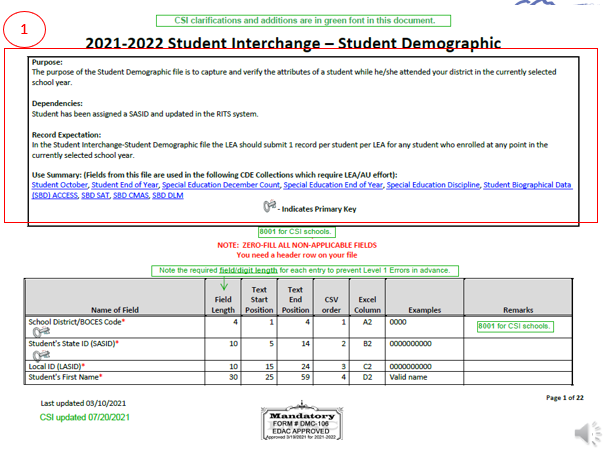 CSI clarifications and additions are in green font in this document.
1
2021-2022 Student Interchange – Student Demographic
Purpose:
The purpose of the Student Demographic file is to capture and verify the attributes of a student while he/she attended your district in the currently selected
school year.
Dependencies:
Student has been assigned a SASID and updated in the RITS system.
Record Expectation:
In the Student Interchange-Student Demographic file the LEA should submit 1 record per student per LEA for any student who enrolled at any point in the
currently selected school year.
Use Summary: (Fields from this file are used in the following CDE Collections which require LEA/AU effort):
Student October, Student End of Year, Special Education December Count, Special Education End of Year, Special Education Discipline, Student Biographical Data
(SBD) ACCESS, SBD SAT, SBD CMAS, SBD DLM
- Indicates Primary Key
8001 for CSI schools.
NOTE: ZERO-FILL ALL NON-APPLICABLE FIELDS
You need a header row on your file
Note the required field/digit length for each entry to prevent Level 1 Errors in advance.
Name of Field Field Length Text Start Position Text End Position CSV order Excel Column Examples Remarks
School District/BOCES Code* 4 1 4 1 A2 0000 8001 for CSI schools.
Student's State ID (SASID)* 10 5 14 2 B2 0000000000
Local ID (LASID)* 10 15 24 3 C2 0000000000
Student's First Name* 30 25 59 4 D2 Valid name
Last updated 03/10/2021
Page 1 of 22
CSI updated 07/20/2021
Mandatory
FORM # DMC-106
EDAC APPROVED
Approved 3/19/2021 for 2021-2022